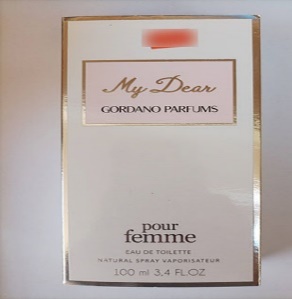 My Dear
GORDANO PARFUMS
pour
femme
EAU DE TOILETTE
NATURAL SPRAY VAPORISATEUR
100 ml 3,4 FL.OZ